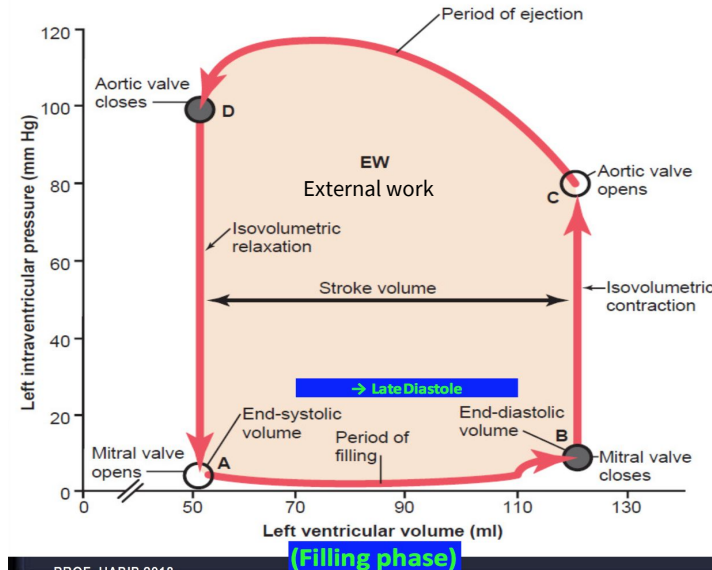 Period of ejection
120
Aortic valve
closes
D
100
EW
External work
Aortic valve
opens
C
80
Isovolumetric
relaxation
60
Stroke volume
Isovolumetric
contraction
40
→ Late Diastole
20
End-systolic
volume
End-diastolic
volume
Period of
filling
B
Mitral valve
opens
A
Mitral valve
closes
0
0
50
70
90
110
130
Left intraventricular pressure (mm Hg)
Left ventricular volume (ml)
(Filling phase)
PROF. HABIB 2018